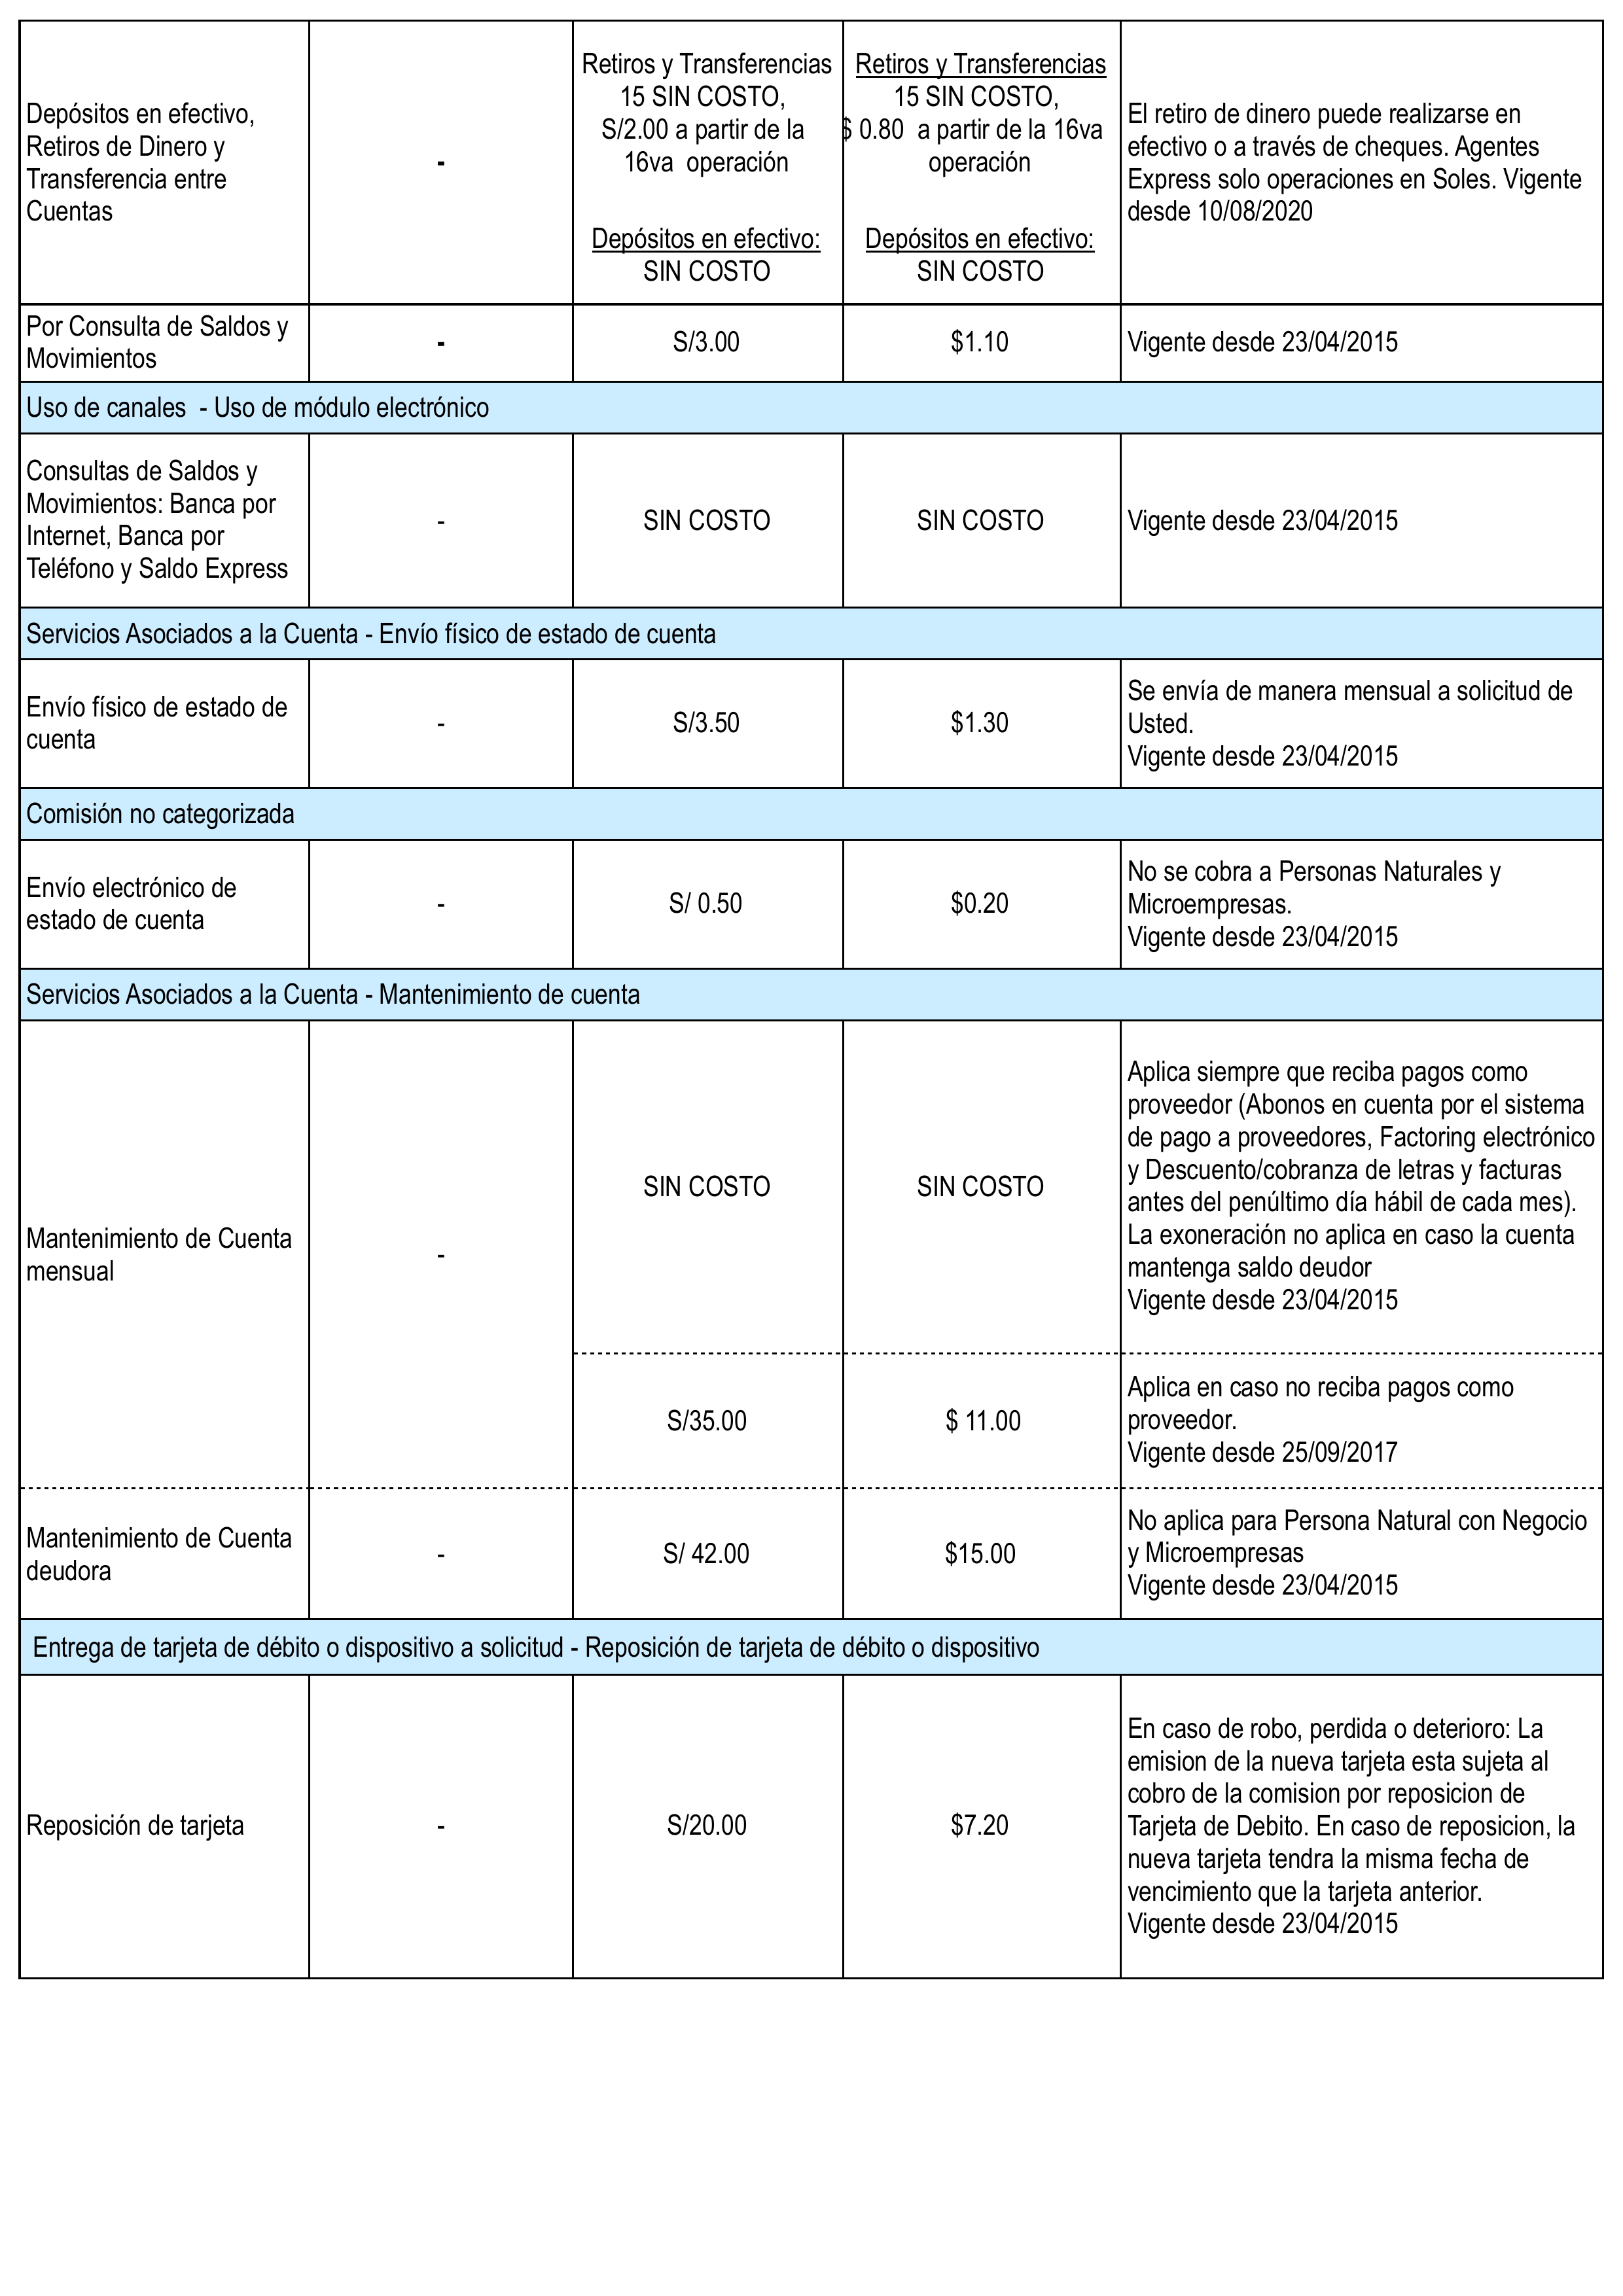 Depósitos en efectivo,
Retiros de Dinero y
Transferencia entre
Cuentas
-
Retiros y Transferencias
15 SIN COSTO,
S/2.00 a partir de la
16va operación
Depósitos en efectivo:
SIN COSTO
Retiros y Transferencias
15 SIN COSTO,
$ 0.80 a partir de la 16va
operación
Depósitos en efectivo:
SIN COSTO
El retiro de dinero puede realizarse en
efectivo o a través de cheques. Agentes
Express solo operaciones en Soles. Vigente
desde 10/08/2020
Por Consulta de Saldos y
Movimientos
-
S/3.00
$1.10
Vigente desde 23/04/2015
Uso de canales - Uso de módulo electrónico
Consultas de Saldos y
Movimientos: Banca por
Internet, Banca por
Teléfono y Saldo Express
-
SIN COSTO
SIN COSTO
Vigente desde 23/04/2015
Servicios Asociados a la Cuenta - Envío físico de estado de cuenta
Envío físico de estado de
cuenta
-
S/3.50
$1.30
Se envía de manera mensual a solicitud de
Usted.
Vigente desde 23/04/2015
Comisión no categorizada
Envío electrónico de
estado de cuenta
-
S/ 0.50
$0.20
No se cobra a Personas Naturales y
Microempresas.
Vigente desde 23/04/2015
Servicios Asociados a la Cuenta - Mantenimiento de cuenta
Mantenimiento de Cuenta
mensual
-
SIN COSTO
SIN COSTO
Aplica siempre que reciba pagos como
proveedor (Abonos en cuenta por el sistema
de pago a proveedores, Factoring electrónico
y Descuento/cobranza de letras y facturas
antes del penúltimo día hábil de cada mes).
La exoneración no aplica en caso la cuenta
mantenga saldo deudor
Vigente desde 23/04/2015
S/35.00
$ 11.00
Aplica en caso no reciba pagos como
proveedor.
Vigente desde 25/09/2017
Mantenimiento de Cuenta
deudora
-
S/ 42.00
$15.00
No aplica para Persona Natural con Negocio
y Microempresas
Vigente desde 23/04/2015
Entrega de tarjeta de débito o dispositivo a solicitud - Reposición de tarjeta de débito o dispositivo
Reposición de tarjeta
-
S/20.00
$7.20
En caso de robo, perdida o deterioro: La
emision de la nueva tarjeta esta sujeta al
cobro de la comision por reposicion de
Tarjeta de Debito. En caso de reposicion, la
nueva tarjeta tendra la misma fecha de
vencimiento que la tarjeta anterior.
Vigente desde 23/04/2015